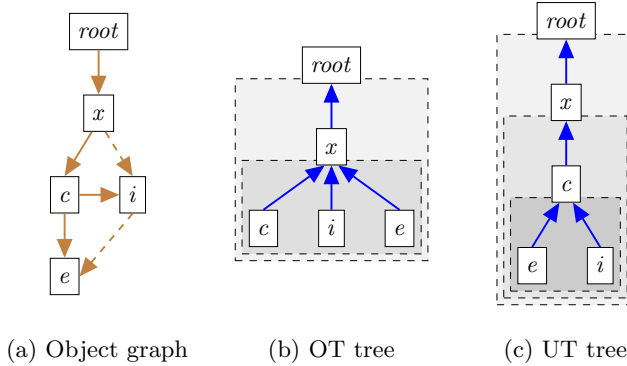 root
x
c
i
e
(a) Object graph
root
x
c
i
e
(b) OT tree
root
x
c
e
i
(c) UT tree